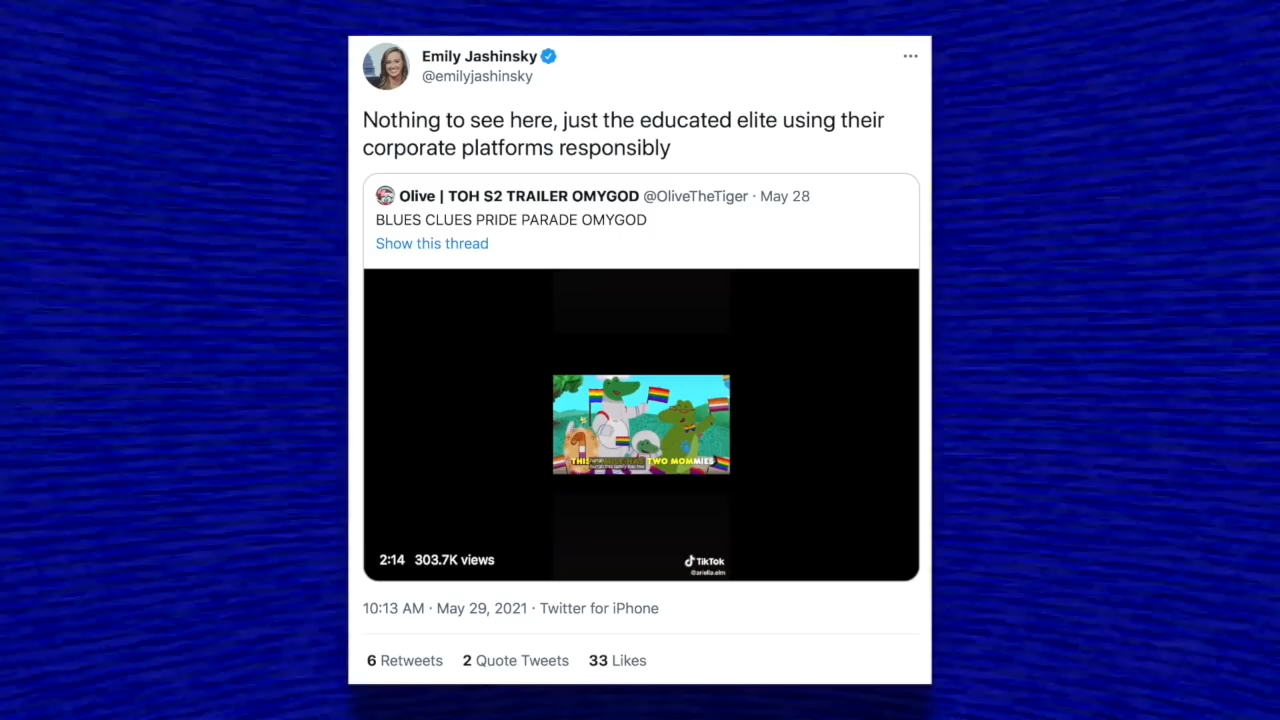 Emily Jashinsky
@emilyjashinsky
Nothing to see here, just the educated elite using their
corporate platforms responsibly
Olive | TOH S2 TRAILER OMYGOD @OliveTheTiger · May 28
BLUES CLUES PRIDE PARADE OMYGOD
Show this thread
TWO MOMMIES
2:14 303.7K views
TikTok
@ariella.elm
10:13 AM · May 29, 2021 · Twitter for iPhone
6 Retweets 2 Quote Tweets 33 Likes